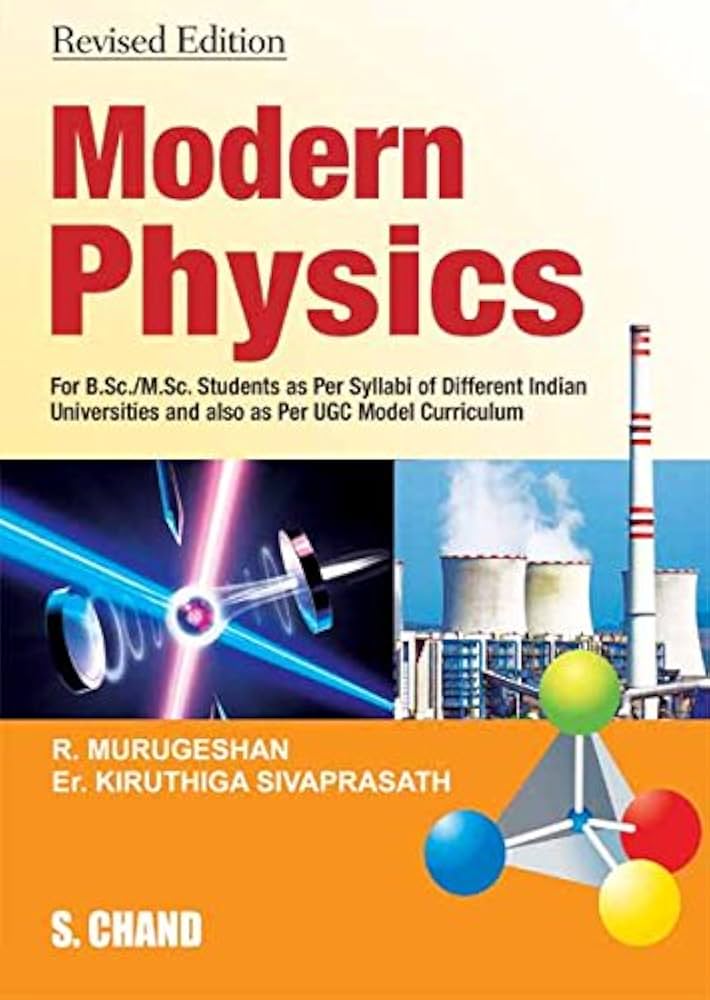 Revised Edition
Modern
Physics
For B.Sc./M.Sc. Students as Per Syllabi of Different Indian
Universities and also as Per UGC Model Curriculum
R. MURUGESHAN
Er. KIRUTHIGA SIVAPRASATH
S. CHAND